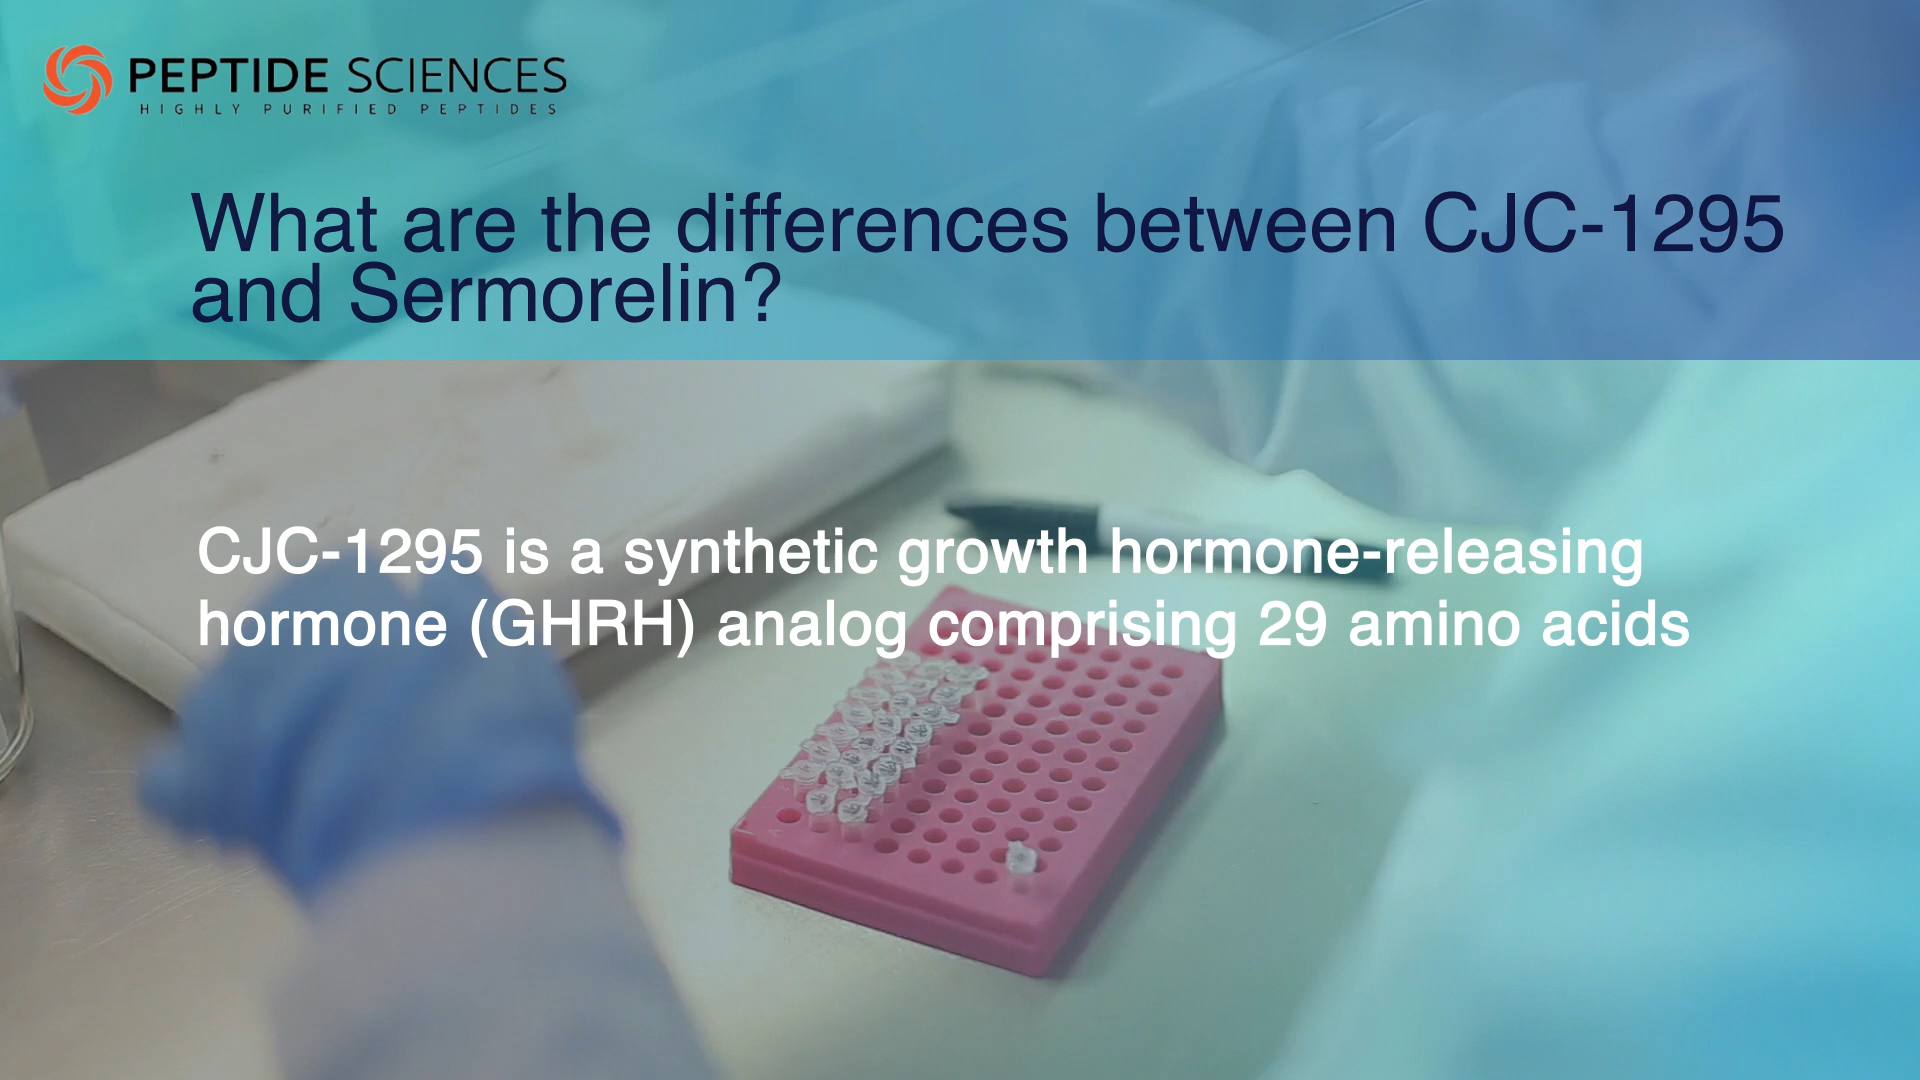 PEPTIDE SCIENCES
HIGHLY PURIFIED PEPTIDES
What are the differences between CJC-1295
and Sermorelin?
CJC-1295 is a synthetic growth hormone-releasing
hormone (GHRH) analog comprising 29 amino acids